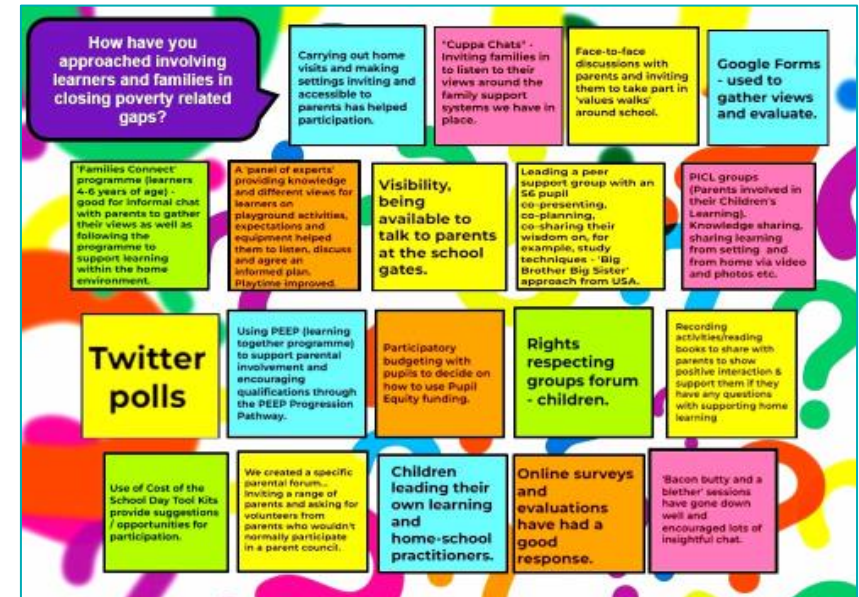 How have you
approached involving
learners and families in
closing poverty related
gaps?
Carrying out home
visits and making
settings inviting and
accessible to
parents has helped
participation.
"Cuppa Chats" -
Inviting families in
to listen to their
views around the
family support
systems we have in
place.
Face-to-face
discussions with
parents and inviting
them to take part in
'values walks'
around school.
Google Forms
- used to
gather views
and evaluate.
'Families Connect'
programme (learners
4-6 years of age) -
good for informal chat
with parents to gather
their views as well as
following the
programme to
support learning
within the home
environment.
A 'panel of experts'
providing knowledge
and different views for
learners on
playground activities,
expectations and
equipment helped
them to listen, discuss
and agree an
informed plan.
Playtime improved.
Visibility,
being
available to
talk to parents
at the school
gates.
Leading a peer
support group with an
S6 pupil
co-presenting,
co-planning,
co-sharing their
wisdom on, for
example, study
techniques - 'Big
Brother Big Sister'
approach from USA.
PICL groups
(Parents involved in
their Children's
Learning).
Knowledge sharing,
sharing learning
from setting and
from home via video
and photos etc.
Twitter
polls
Using PEEP (learning
together programme)
to support parental
involvement and
encouraging
qualifications through
the PEEP Progression
Pathway.
Participatory
budgeting with
pupils to decide on
how to use Pupil
Equity funding.
Rights
respecting
groups forum
- children.
Recording
activities/reading
books to share with
parents to show
positive interaction &
support them if they
have any questions
with supporting home
learning
Use of Cost of the
School Day Tool Kits
provide suggestions
/ opportunities for
participation.
We created a specific
parental forum...
Inviting a range of
parents and asking for
volunteers from
parents who wouldn't
normally participate
in a parent council.
Children
leading their
own learning
and
home-school
practitioners.
Online surveys
and
evaluations
have had a
good
response.
'Bacon butty and a
blether' sessions
have gone down
well and
encouraged lots of
insightful chat.